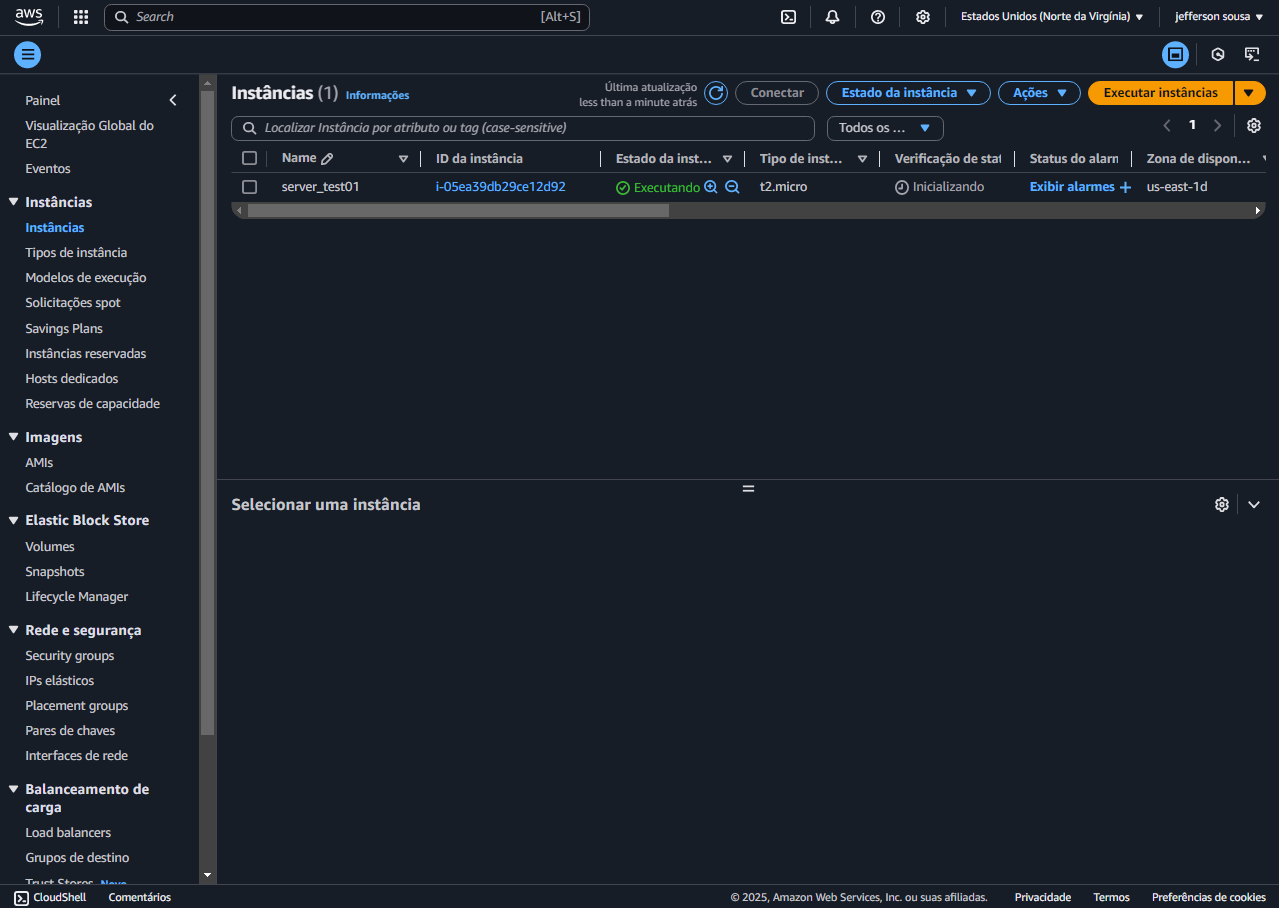 aws
Search [Alt+S]
Estados Unidos (Norte da Virgínia)
jefferson sousa
Painel
Visualização Global do
EC2
Eventos
Instâncias
Instâncias
Tipos de instância
Modelos de execução
Solicitações spot
Savings Plans
Instâncias reservadas
Hosts dedicados
Reservas de capacidade
Imagens
AMIs
Catálogo de AMIs
Elastic Block Store
Volumes
Snapshots
Lifecycle Manager
Rede e segurança
Security groups
IPs elásticos
Placement groups
Pares de chaves
Interfaces de rede
Balanceamento de
carga
Load balancers
Grupos de destino
Trust Stores Novo
Instâncias (1) Informações
Última atualização
less than a minute atrás
Conectar
Estado da instância
Ações
Executar instâncias
Localizar Instância por atributo ou tag (case-sensitive)
Todos os ...
1
Name ID da instância Estado da inst... Tipo de inst... Verificação de stat Status do alarm Zona de dispon...
server_test01 i-05ea39db29ce12d92 Executando t2.micro Inicializando Exibir alarmes us-east-1d
Selecionar uma instância
CloudShell Comentários © 2025, Amazon Web Services, Inc. ou suas afiliadas. Privacidade Termos Preferências de cookies